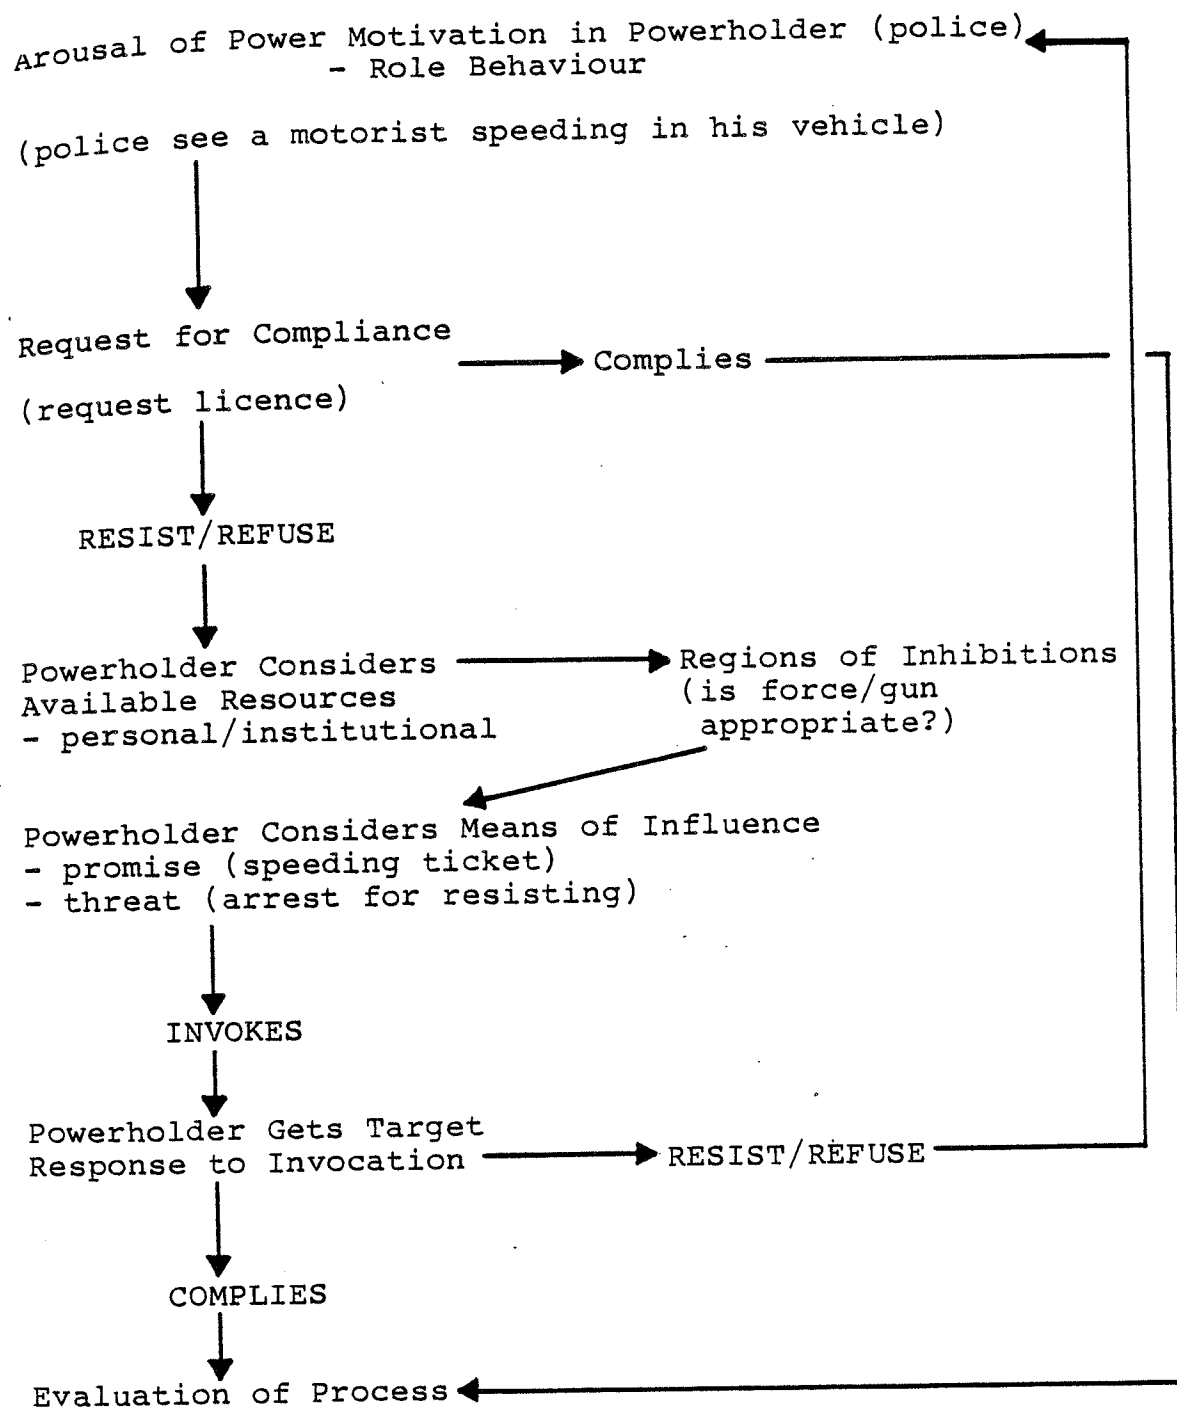 Arousal of Power Motivation in Powerholder (police)
- Role Behaviour
(police see a motorist speeding in his vehicle)
Request for Compliance
Complies
(request licence)
RESIST/REFUSE
Powerholder Considers
Available Resources
- personal/institutional
Regions of Inhibitions
(is force/gun
appropriate?)
Powerholder Considers Means of Influence
- promise (speeding ticket)
- threat (arrest for resisting)
INVOKES
Powerholder Gets Target
Response to Invocation
RESIST/REFUSE
COMPLIES
Evaluation of Process